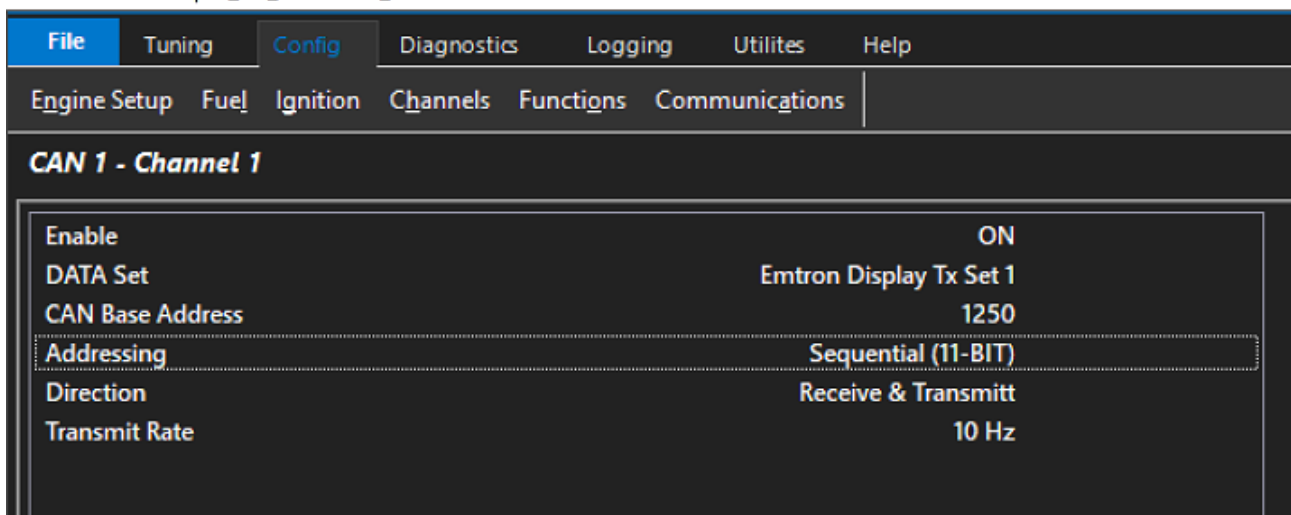 File Tuning Config Diagnostics Logging Utilites Help
Engine Setup Fuel Ignition Channels Functions Communications
CAN 1 - Channel 1
Enable ON
DATA Set Emtron Display Tx Set 1
CAN Base Address 1250
Addressing Sequential (11-BIT)
Direction Receive & Transmitt
Transmit Rate 10 Hz